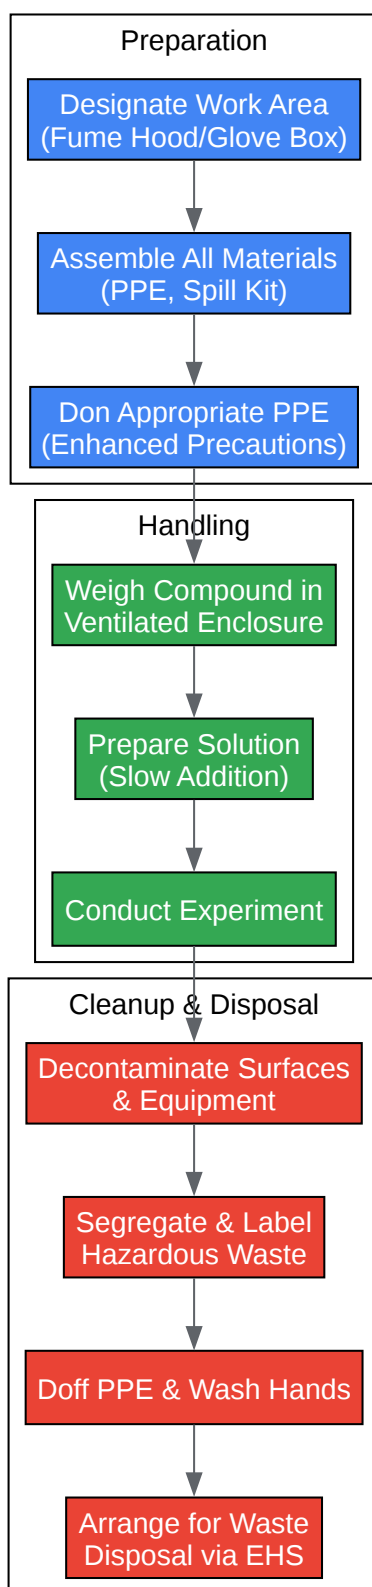 Preparation
Designate Work Area
(Fume Hood/Glove Box)
Assemble All Materials
(PPE, Spill Kit)
Don Appropriate PPE
(Enhanced Precautions)
Handling
Weigh Compound in
Ventilated Enclosure
Prepare Solution
(Slow Addition)
Conduct Experiment
Cleanup & Disposal
Decontaminate Surfaces
& Equipment
Segregate & Label
Hazardous Waste
Doff PPE & Wash Hands
Arrange for Waste
Disposal via EHS